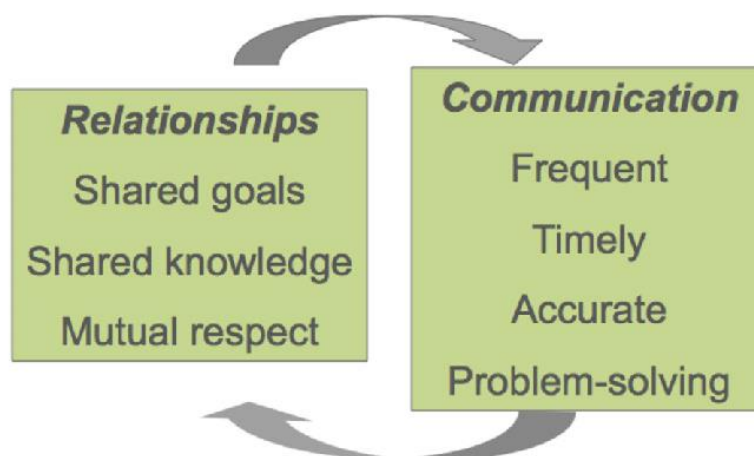 Relationships
Shared goals
Shared knowledge
Mutual respect
Communication
Frequent
Timely
Accurate
Problem-solving